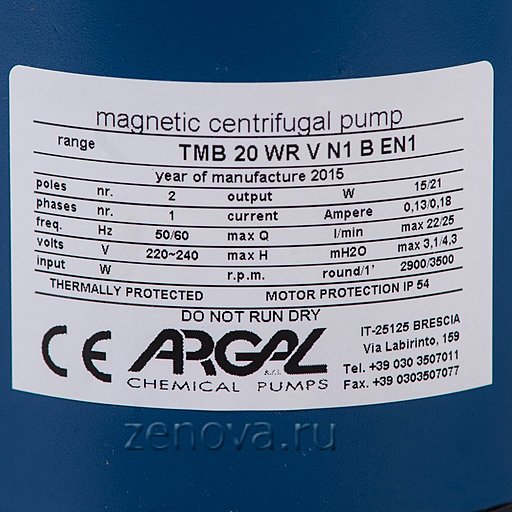 magnetic centrifugal pump
range TMB 20 WR V N1 B EN1
year of manufacture 2015
poles nr. 2 output W 15/21
phases nr. 1 current Ampere 0,13/0,18
freq. Hz 50/60 max Q l/min max 22/25
volts V 220~240 max H mH2O max 3,1/4,3
input W r.p.m. round/1' 2900/3500
THERMALLY PROTECTED MOTOR PROTECTION IP 54
DO NOT RUN DRY
CE ARGAL s.r.l.
CHEMICAL PUMPS
IT-25125 BRESCIA
Via Labirinto, 159
Tel. +39 030 3507011
Fax. +39 0303507077
zenova.ru